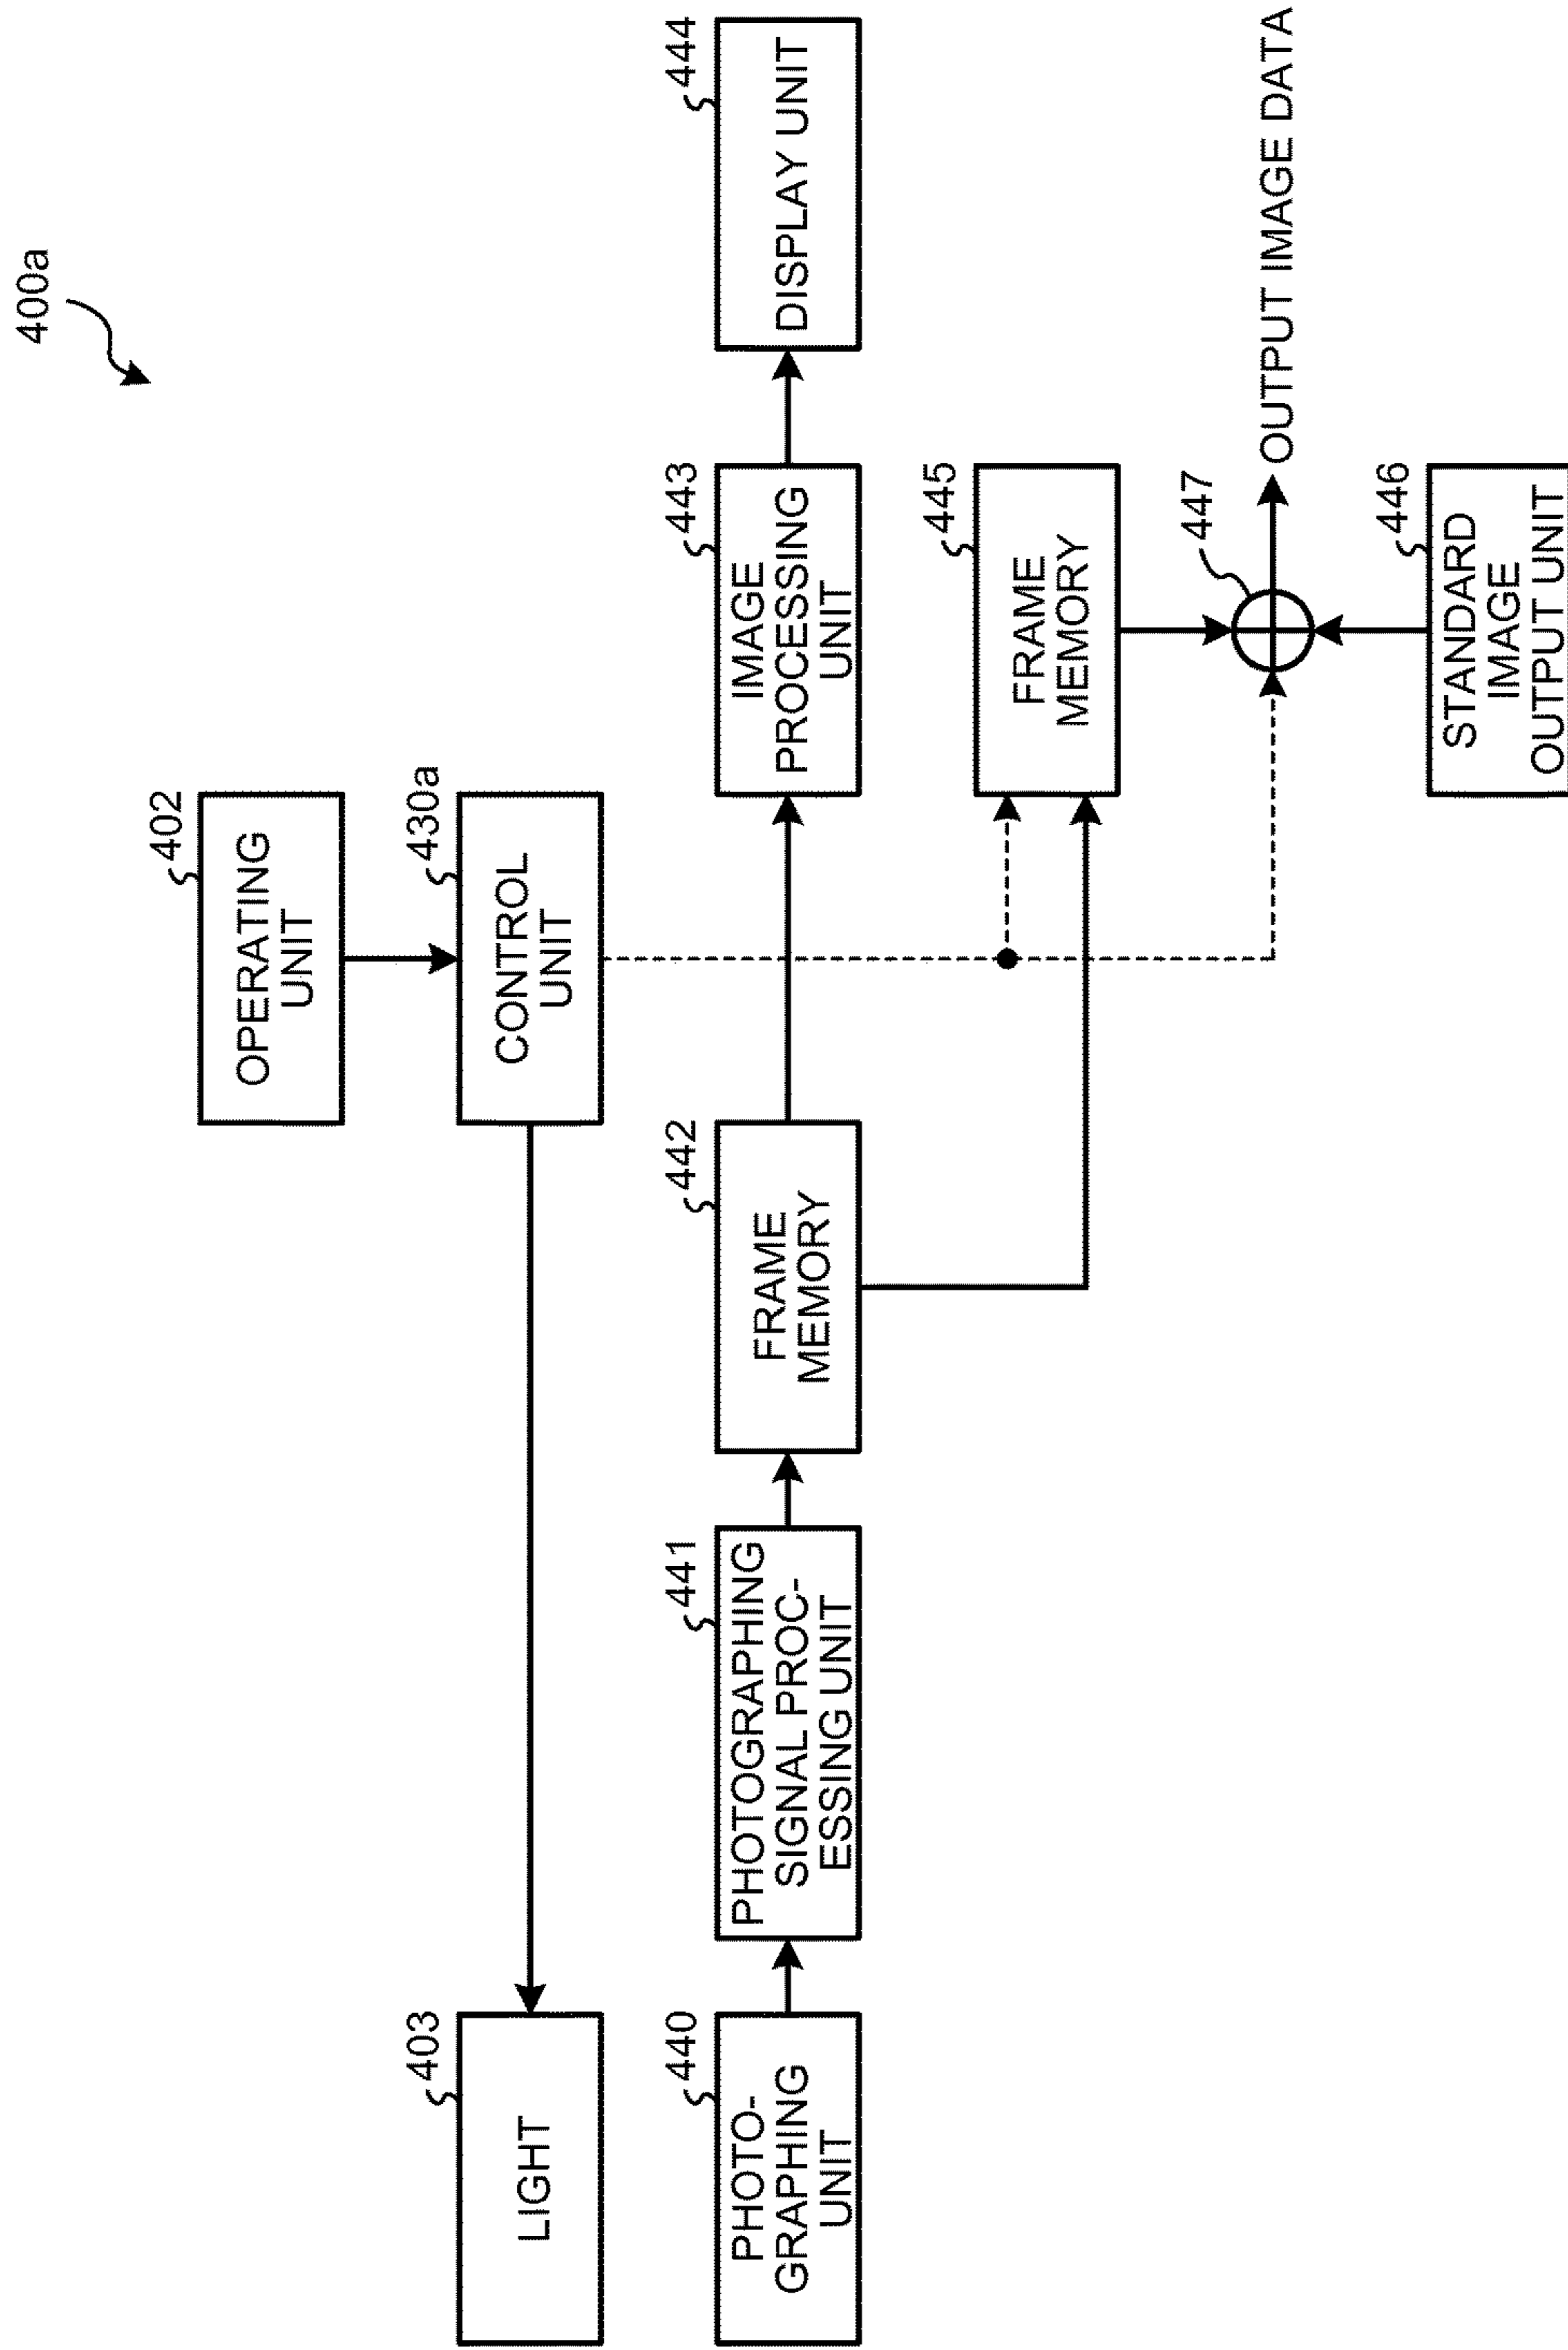 400a
402
OPERATING
UNIT
403
LIGHT
430a
CONTROL
UNIT
440
PHOTO-
GRAPHING
UNIT
441
PHOTOGRAPHING
SIGNAL PROC-
ESSING UNIT
442
FRAME
MEMORY
443
IMAGE
PROCESSING
UNIT
444
DISPLAY UNIT
445
FRAME
MEMORY
447
OUTPUT IMAGE DATA
446
STANDARD
IMAGE
OUTPUT UNIT